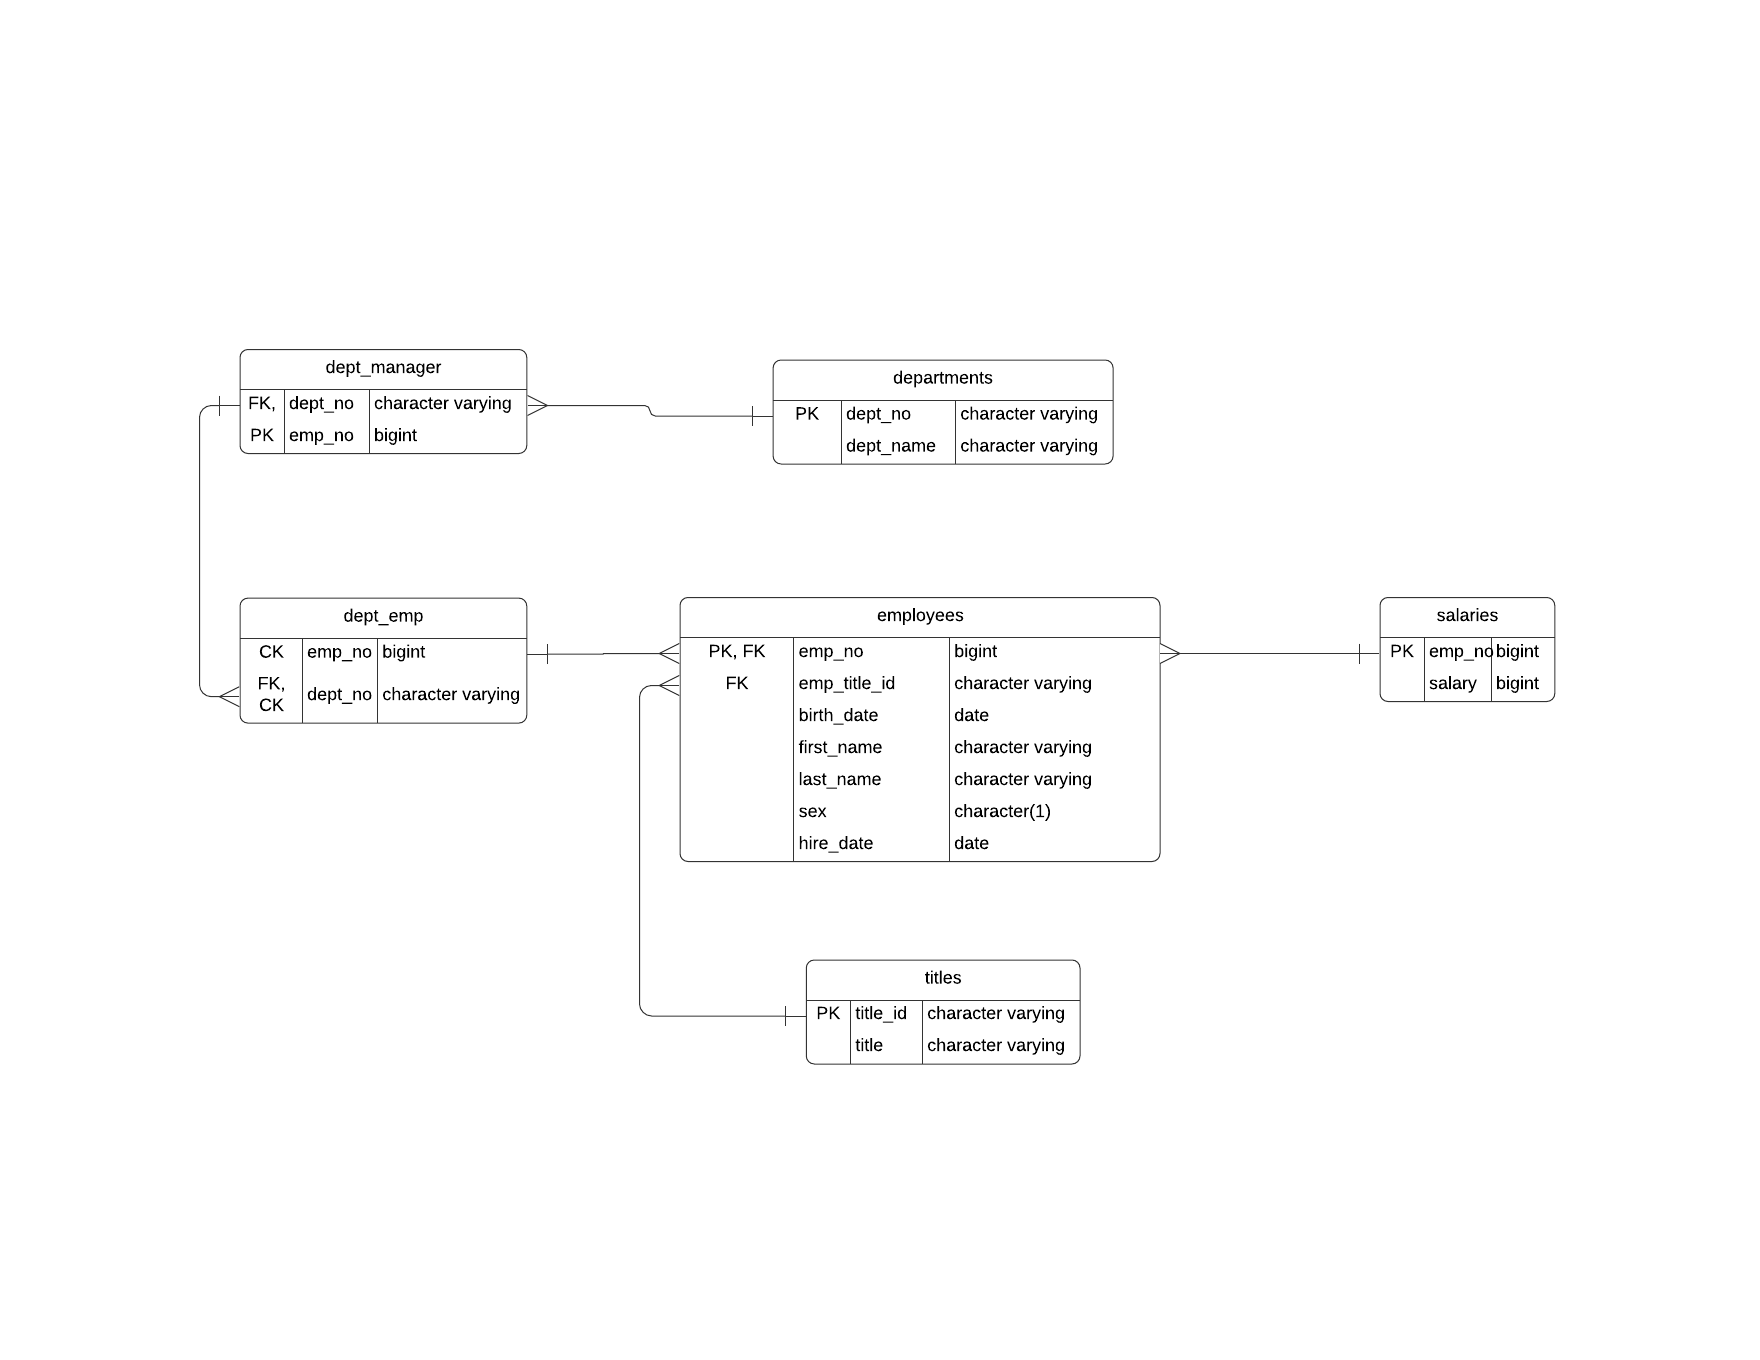 dept_manager
FK, dept_no character varying
PK emp_no bigint
departments
PK dept_no character varying
dept_name character varying
dept_emp
CK emp_no bigint
FK,
CK dept_no character varying
employees
PK, FK emp_no bigint
FK emp_title_id character varying
birth_date date
first_name character varying
last_name character varying
sex character(1)
hire_date date
salaries
PK emp_no bigint
salary bigint
titles
PK title_id character varying
title character varying